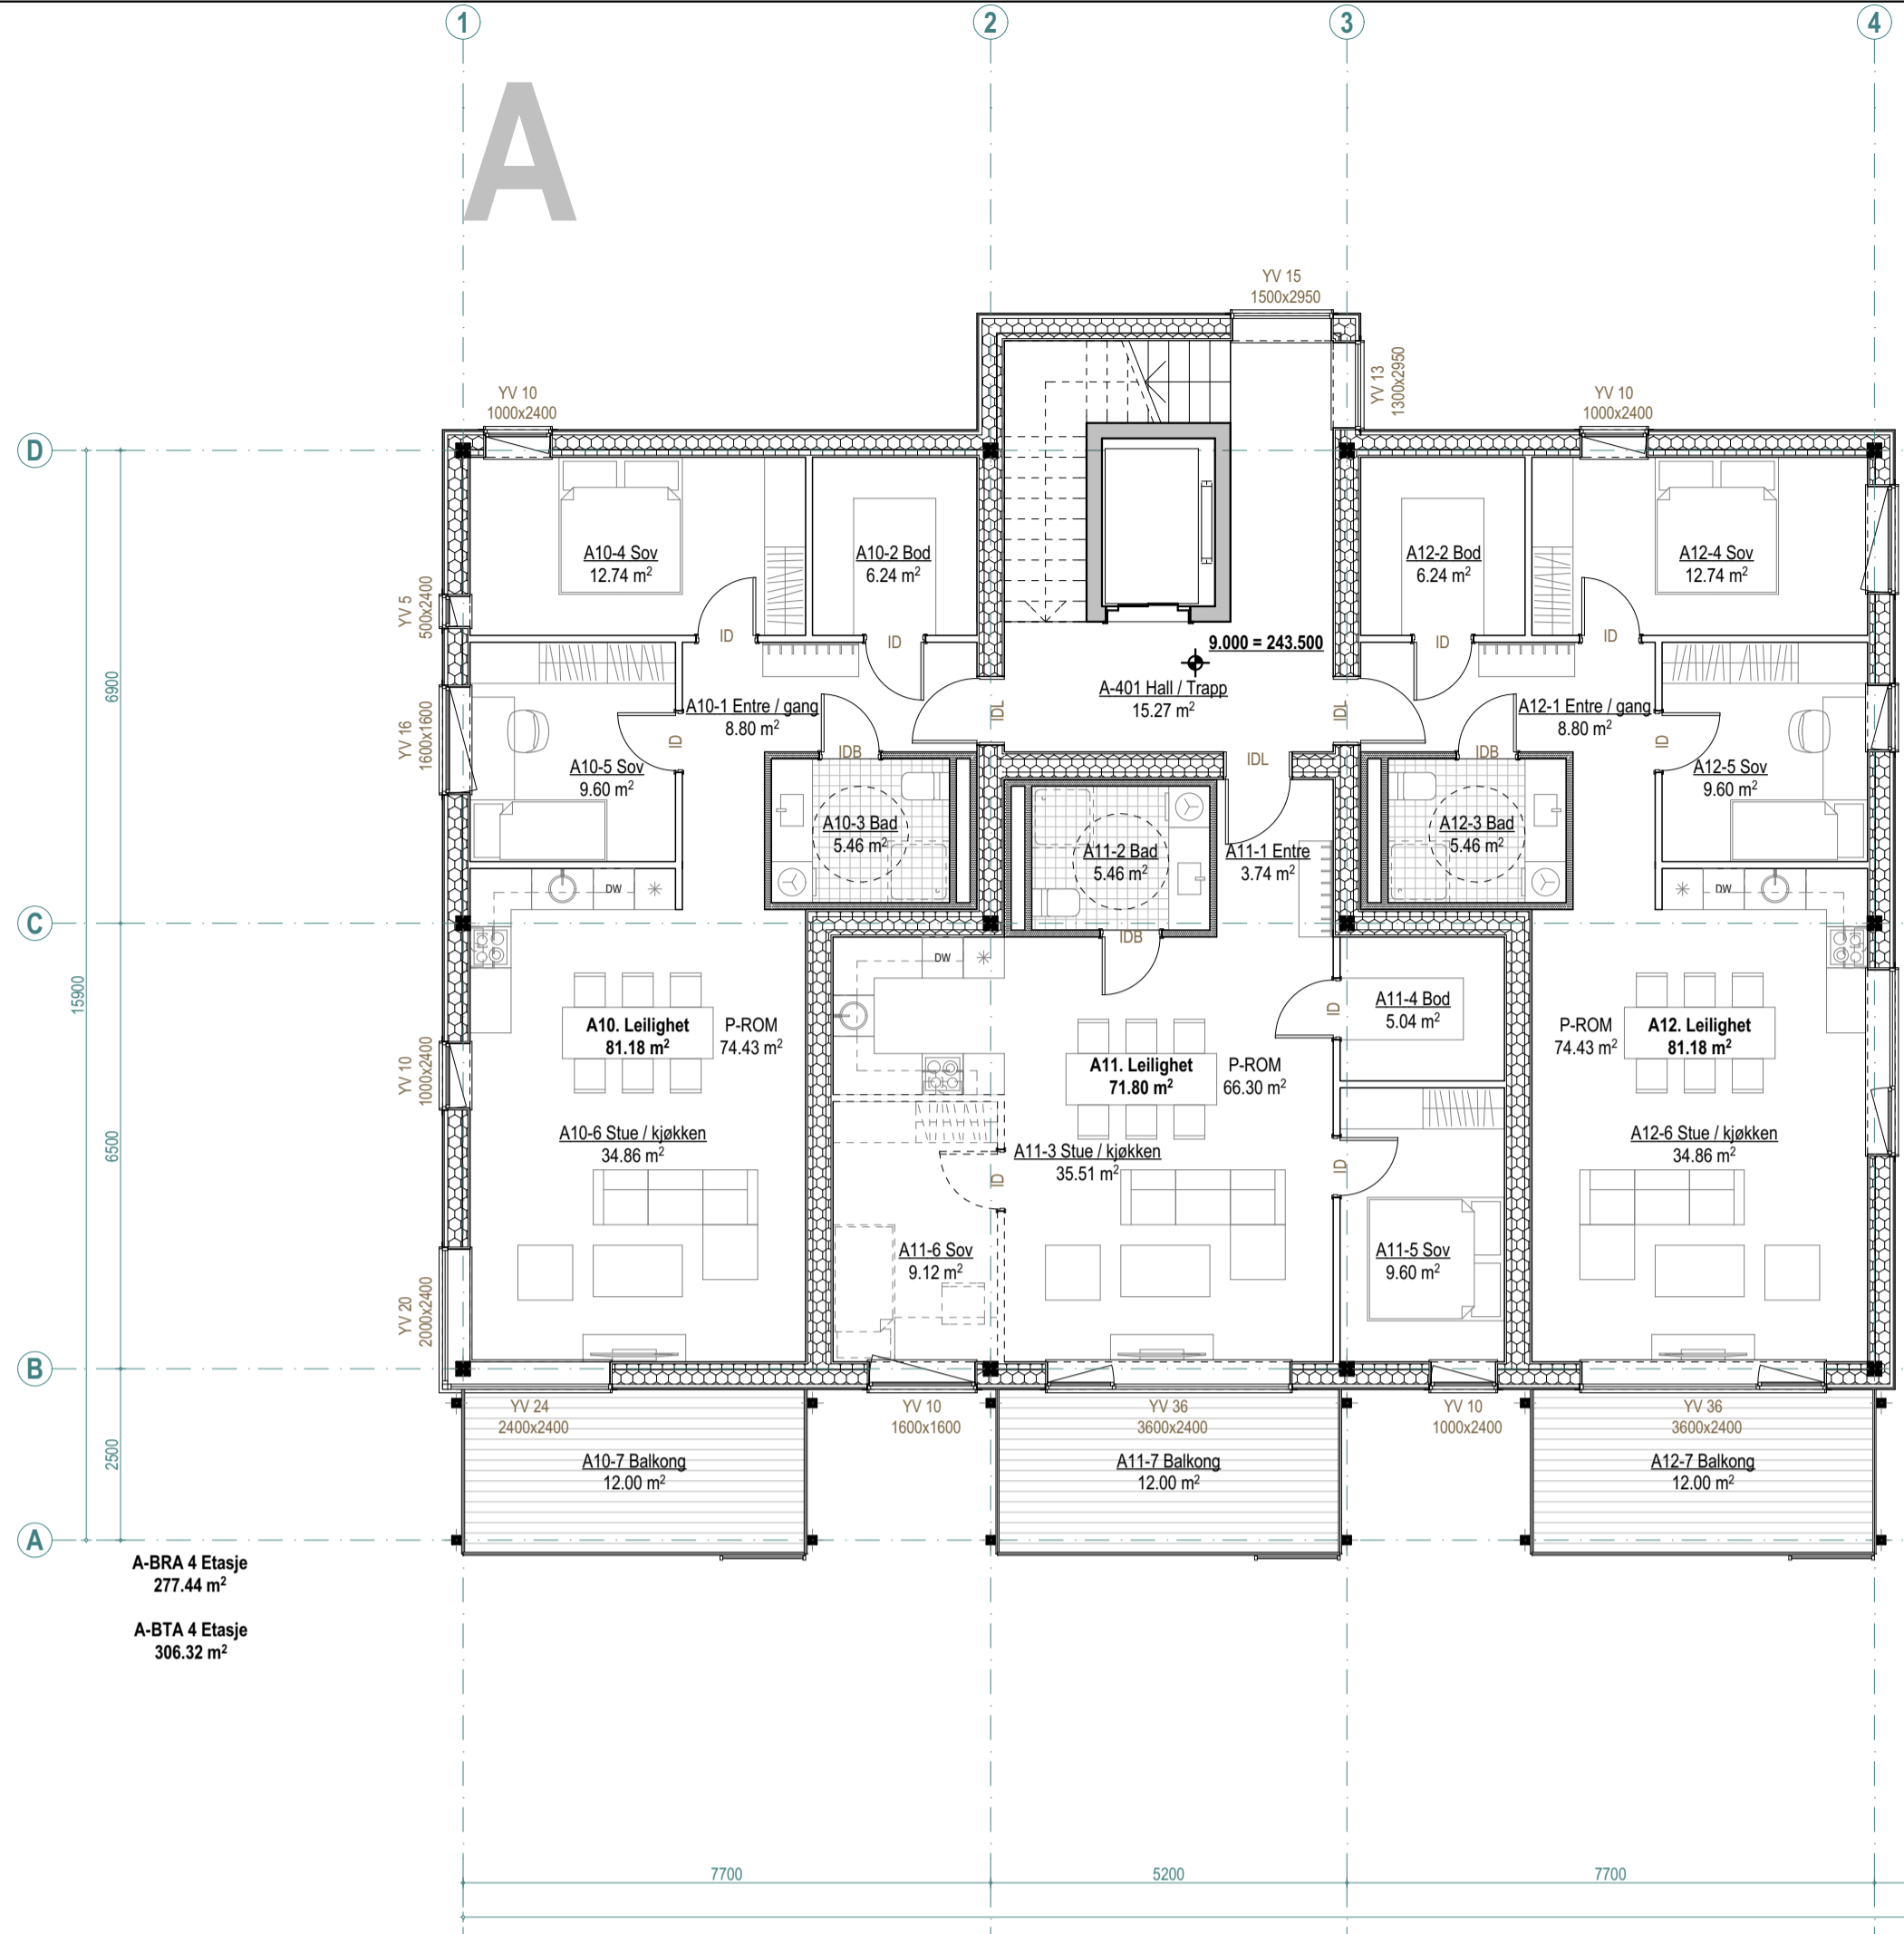 1
2
3
4
A
YV 15
1500x2950
YV 13
1300x2950
YV 10
1000x2400
YV 10
1000x2400
D
A10-4 Sov
12.74 m²
A10-2 Bod
6.24 m²
A12-2 Bod
6.24 m²
A12-4 Sov
12.74 m²
YV 5
500x2400
ID
ID
9.000 = 243.500
ID
ID
6900
A-401 Hall / Trapp
15.27 m²
A10-1 Entre / gang
8.80 m²
A12-1 Entre / gang
8.80 m²
YV 16
1600x1600
ID
IDL
IDL
ID
IDB
IDL
IDB
A10-5 Sov
9.60 m²
A12-5 Sov
9.60 m²
A10-3 Bad
5.46 m²
A11-2 Bad
5.46 m²
A11-1 Entre
3.74 m²
A12-3 Bad
5.46 m²
DW
DW
C
IDB
DW
15900
A11-4 Bod
5.04 m²
ID
A10. Leilighet
81.18 m²
P-ROM
74.43 m²
A11. Leilighet
71.80 m²
P-ROM
66.30 m²
P-ROM
74.43 m²
A12. Leilighet
81.18 m²
YV 10
1000x2400
6500
A10-6 Stue / kjøkken
34.86 m²
A11-3 Stue / kjøkken
35.51 m²
A12-6 Stue / kjøkken
34.86 m²
ID
ID
A11-6 Sov
9.12 m²
A11-5 Sov
9.60 m²
YV 20
2000x2400
B
YV 24
2400x2400
YV 10
1600x1600
YV 36
3600x2400
YV 10
1000x2400
YV 36
3600x2400
2500
A10-7 Balkong
12.00 m²
A11-7 Balkong
12.00 m²
A12-7 Balkong
12.00 m²
A
A-BRA 4 Etasje
277.44 m²
A-BTA 4 Etasje
306.32 m²
7700
5200
7700